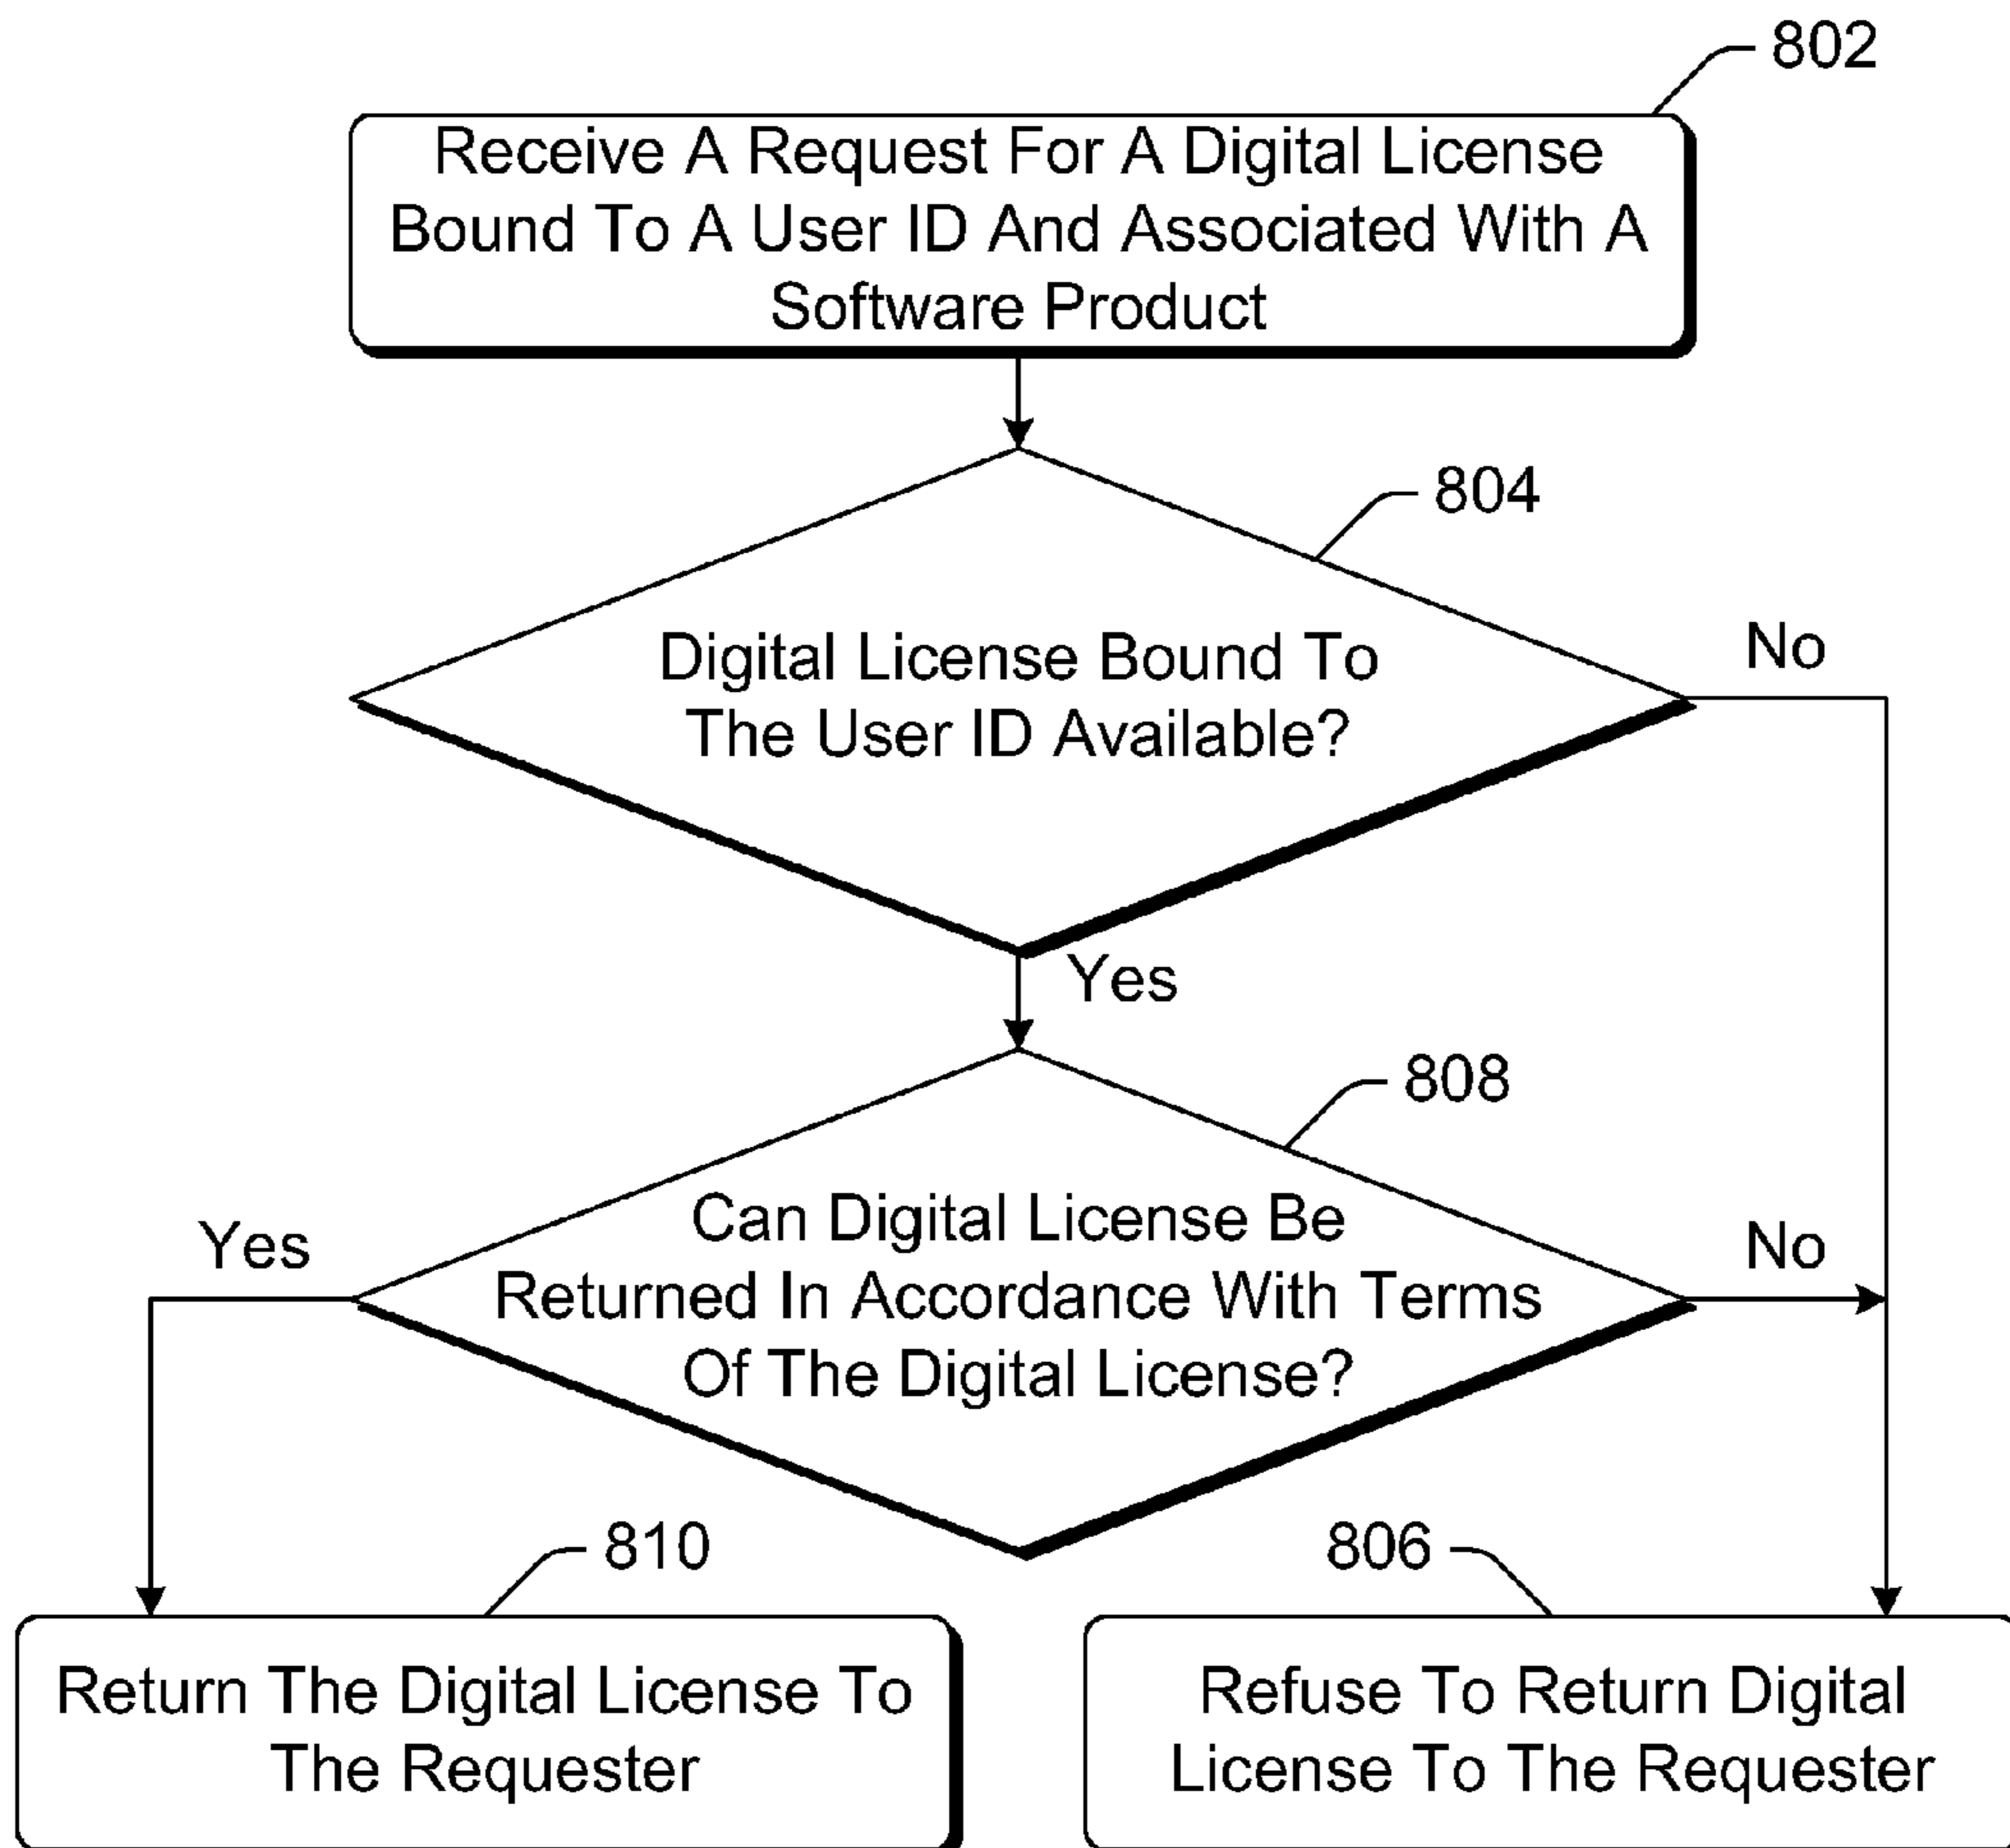 802
Receive A Request For A Digital License
Bound To A User ID And Associated With A
Software Product
804
Digital License Bound To
The User ID Available?
No
Yes
808
Can Digital License Be
Returned In Accordance With Terms
Of The Digital License?
Yes
No
810
806
Return The Digital License To
The Requester
Refuse To Return Digital
License To The Requester